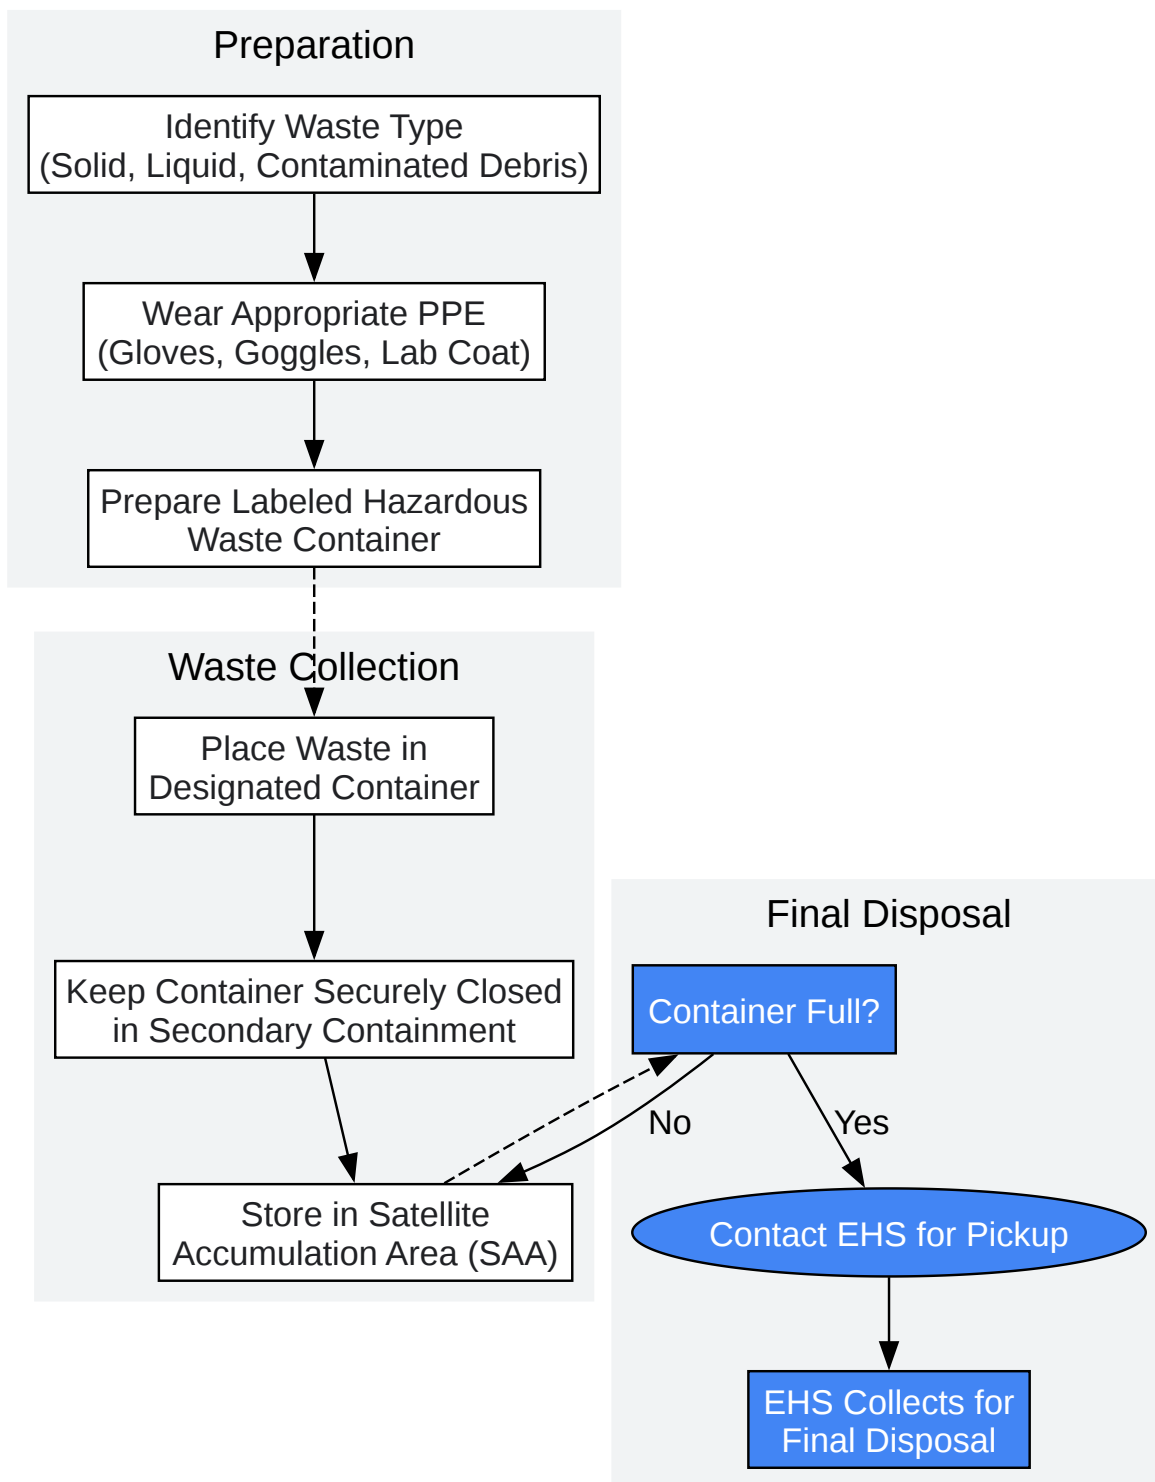 Preparation
Identify Waste Type
(Solid, Liquid, Contaminated Debris)
Wear Appropriate PPE
(Gloves, Goggles, Lab Coat)
Prepare Labeled Hazardous
Waste Container
Waste Collection
Place Waste in
Designated Container
Keep Container Securely Closed
in Secondary Containment
Store in Satellite
Accumulation Area (SAA)
Final Disposal
Container Full?
No
Yes
Contact EHS for Pickup
EHS Collects for
Final Disposal